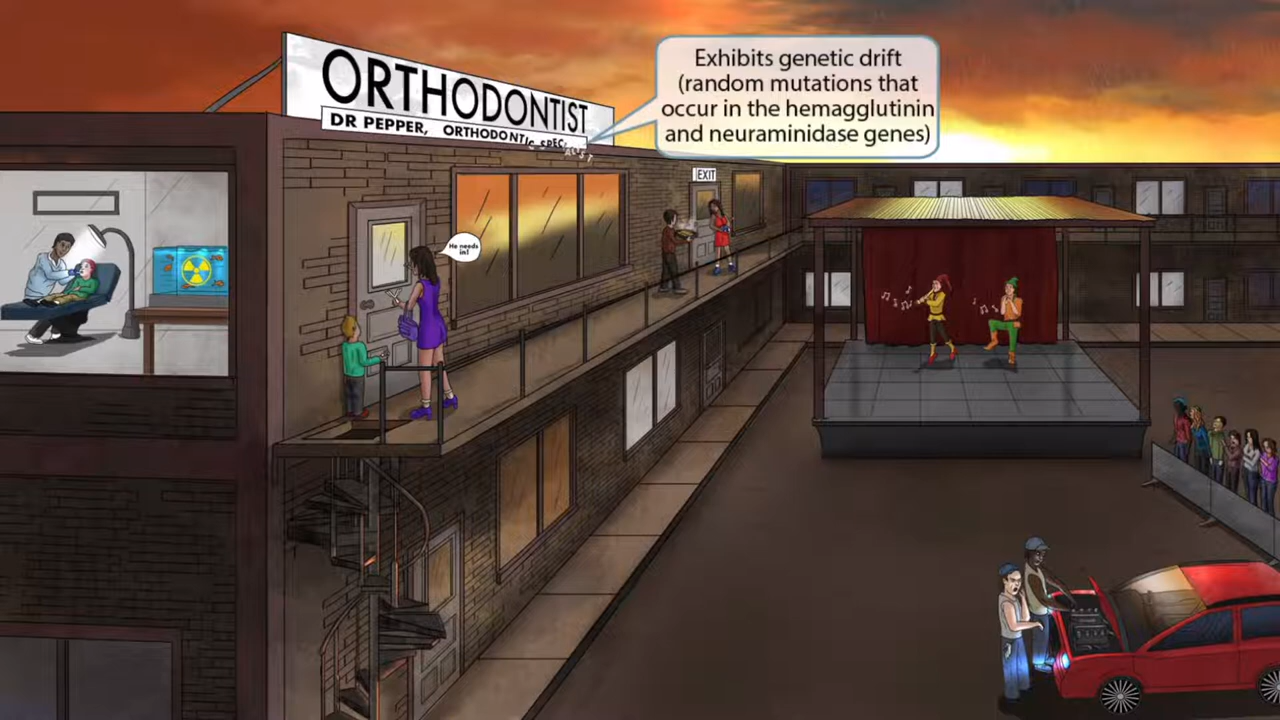 ORTHODONTIST
DR PEPPER, ORTHODONTIC SPECIALIST
Exhibits genetic drift
(random mutations that
occur in the hemagglutinin
and neuraminidase genes)
EXIT
He needs
in!